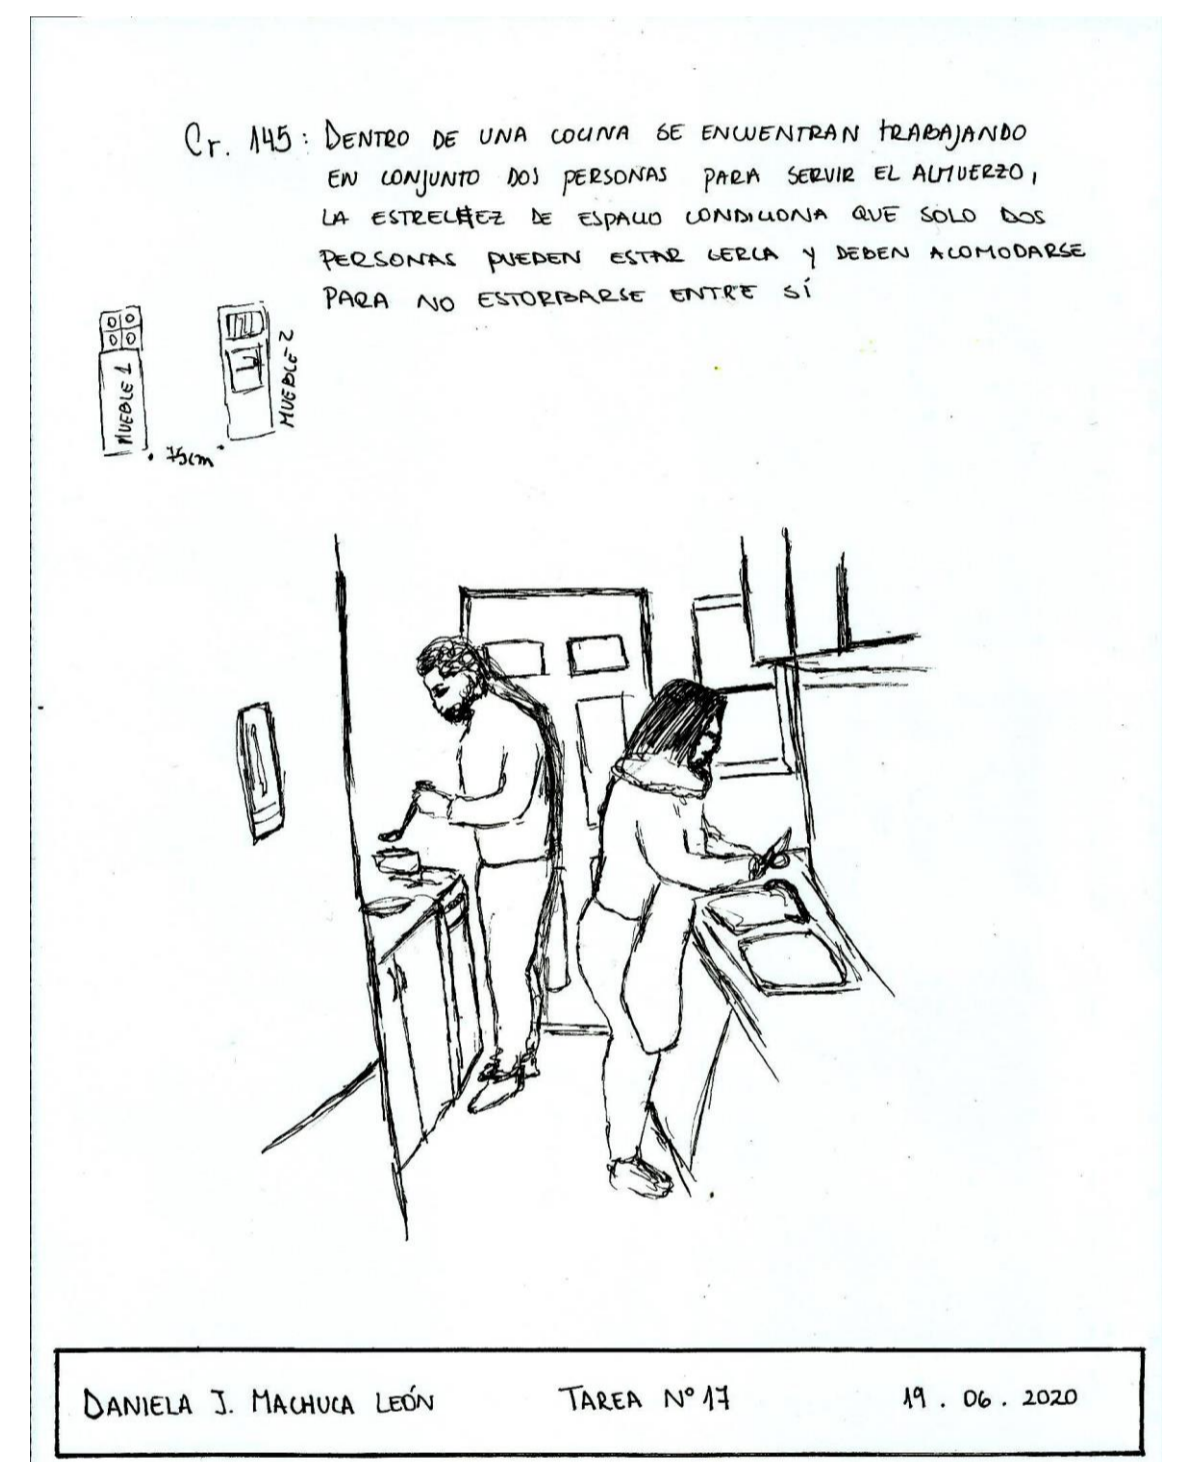 Cr. 145: DENTRO DE UNA COCINA SE ENCUENTRAN TRABAJANDO
EN CONJUNTO DOS PERSONAS PARA SERVIR EL ALMUERZO,
LA ESTRECHEZ DE ESPACIO CONDICIONA QUE SOLO DOS
PERSONAS PUEDEN ESTAR CERCA Y DEBEN ACOMODARSE
PARA NO ESTORBARSE ENTRE SÍ
MUEBLE 1
MUEBLE 2
75cm
DANIELA J. MACHUCA LEÓN TAREA N° 17 19 . 06 . 2020